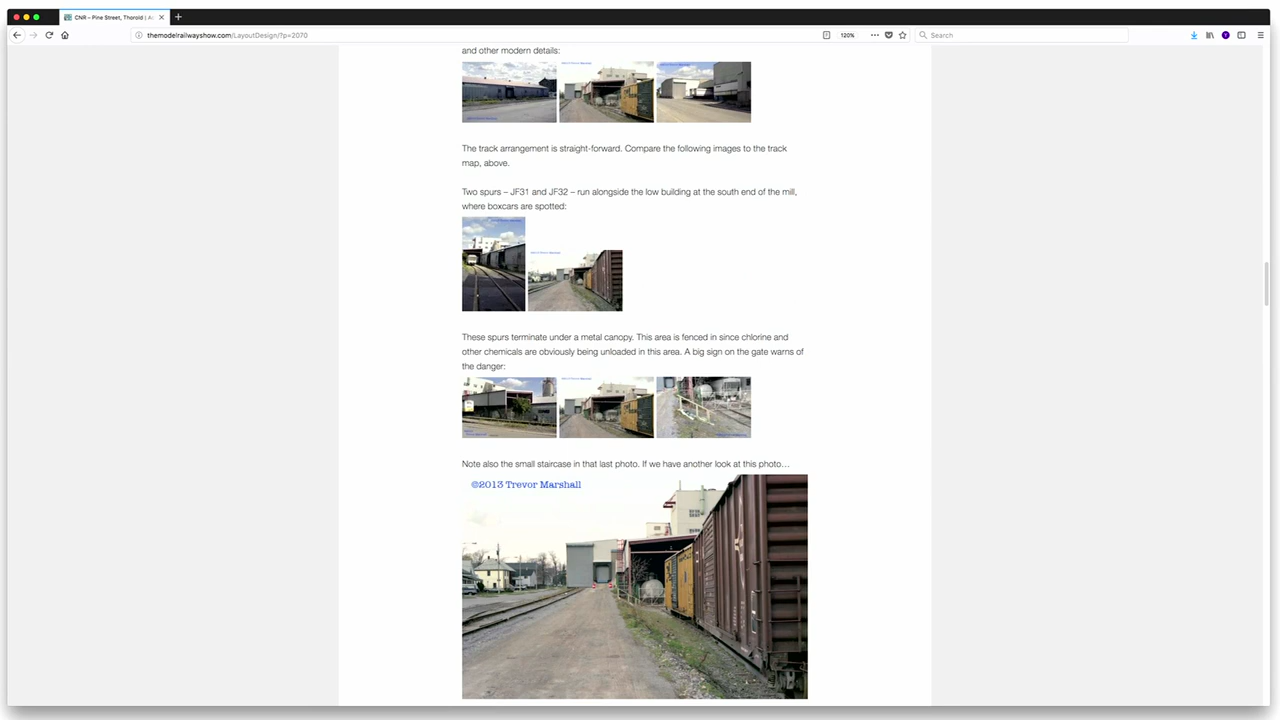 CNR – Pine Street, Thorold | A
themodelrailwayshow.com/LayoutDesign/?p=2070
120%
Search
and other modern details:
The track arrangement is straight-forward. Compare the following images to the track
map, above.
Two spurs – JF31 and JF32 – run alongside the low building at the south end of the mill,
where boxcars are spotted:
These spurs terminate under a metal canopy. This area is fenced in since chlorine and
other chemicals are obviously being unloaded in this area. A big sign on the gate warns of
the danger:
Note also the small staircase in that last photo. If we have another look at this photo…
©2013 Trevor Marshall